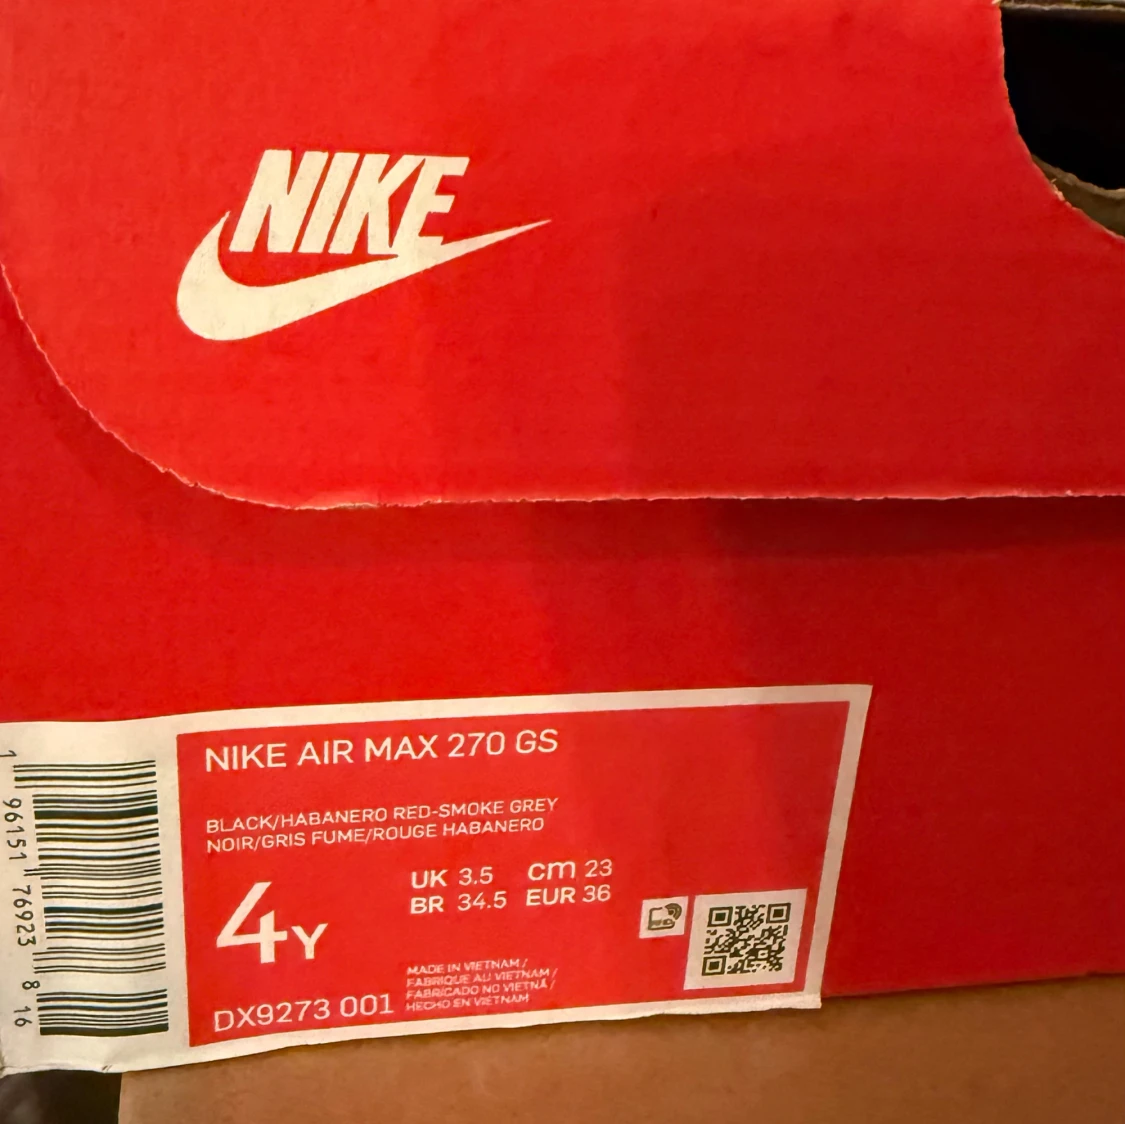 NIKE
NIKE AIR MAX 270 GS
BLACK/HABANERO RED-SMOKE GREY
NOIR/GRIS FUME/ROUGE HABANERO
4Y
UK 3.5 cm 23
BR 34.5 EUR 36
MADE IN VIETNAM /
FABRIQUE AU VIETNAM /
FABRICADO NO VIETNÃ /
HECHO EN VIETNAM
DX9273 001
1 96151 76923 8 16